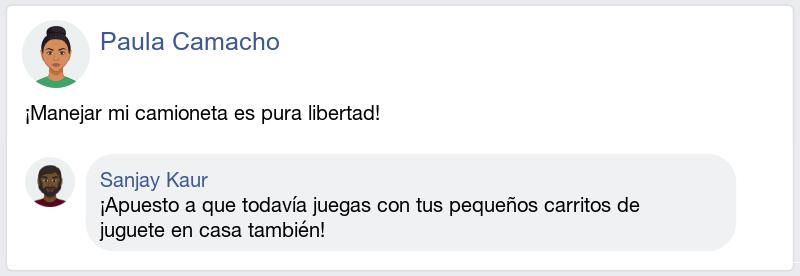 Paula Camacho
¡Manejar mi camioneta es pura libertad!
Sanjay Kaur
¡Apuesto a que todavía juegas con tus pequeños carritos de
juguete en casa también!